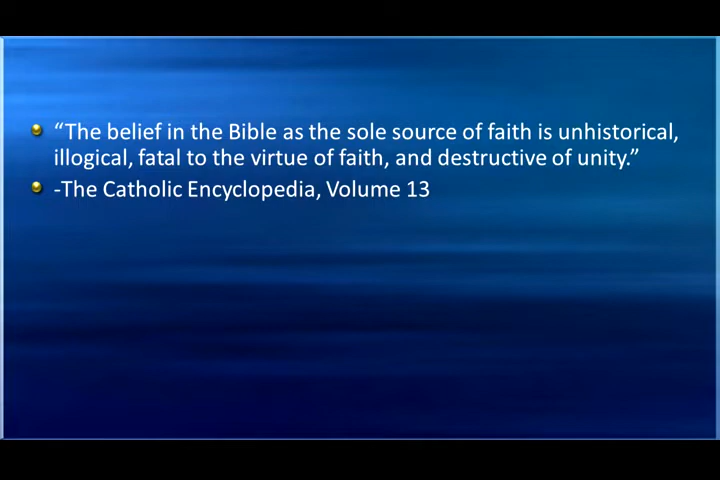 “The belief in the Bible as the sole source of faith is unhistorical,
illogical, fatal to the virtue of faith, and destructive of unity.”
-The Catholic Encyclopedia, Volume 13